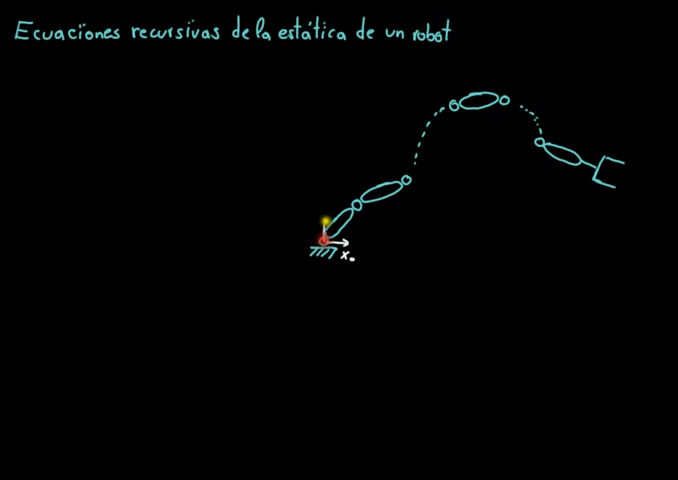 Ecuaciones recursivas de la estática de un robot
x₀